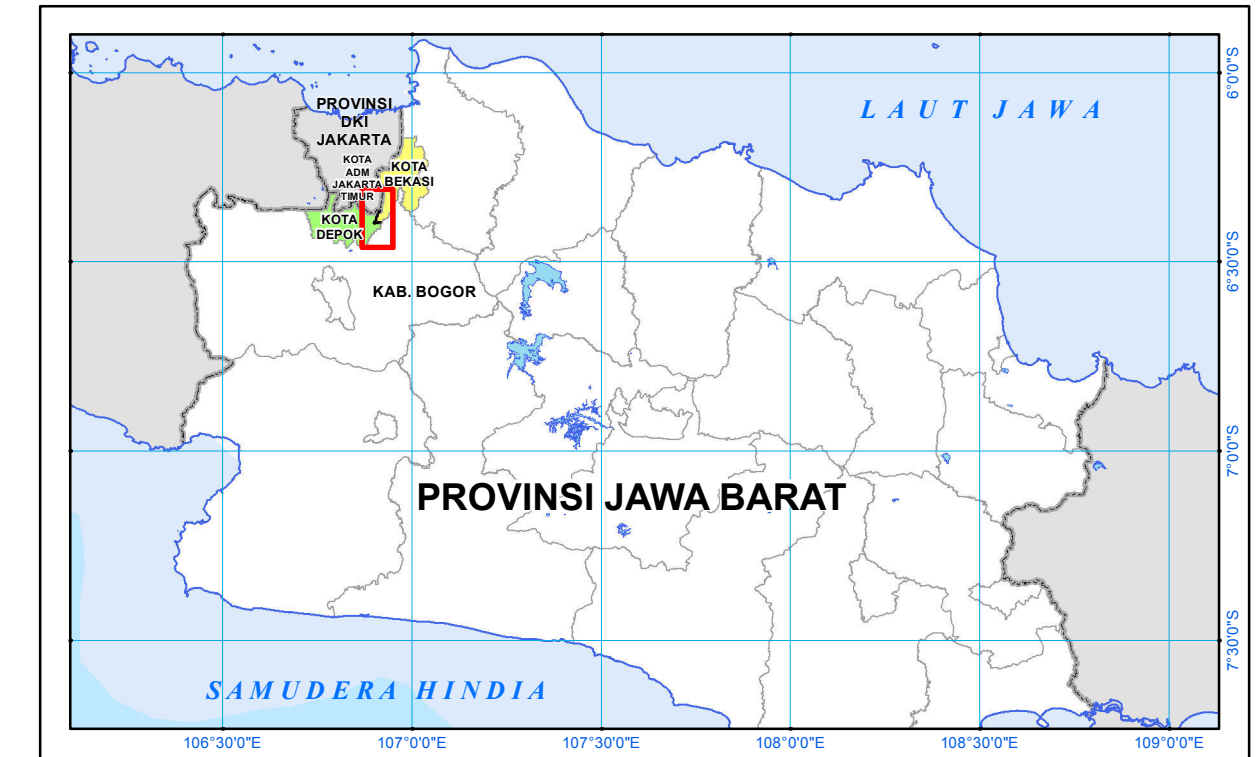 6°0'0"S
LAUT JAWA
PROVINSI
DKI
JAKARTA
KOTA
ADM
JAKARTA
TIMUR
KOTA
BEKASI
KOTA
DEPOK
6°30'0"S
KAB. BOGOR
7°0'0"S
PROVINSI JAWA BARAT
7°30'0"S
SAMUDERA HINDIA
106°30'0"E
107°0'0"E
107°30'0"E
108°0'0"E
108°30'0"E
109°0'0"E